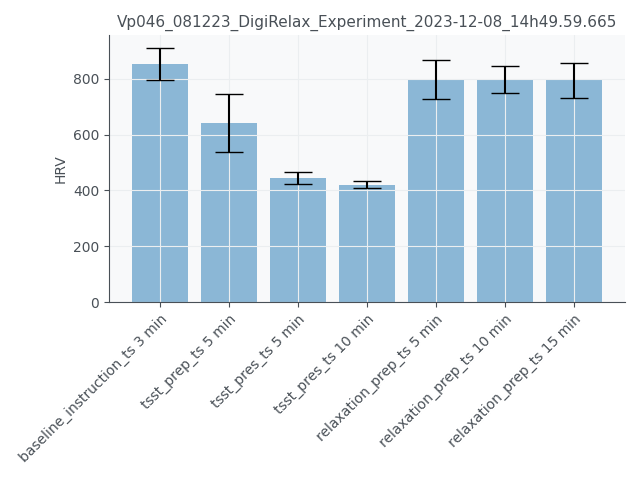 Vp046_081223_DigiRelax_Experiment_2023-12-08_14h49.59.665
HRV
800
600
400
200
0
baseline_instruction_ts 3 min
tsst_prep_ts 5 min
tsst_pres_ts 5 min
tsst_pres_ts 10 min
relaxation_prep_ts 5 min
relaxation_prep_ts 10 min
relaxation_prep_ts 15 min